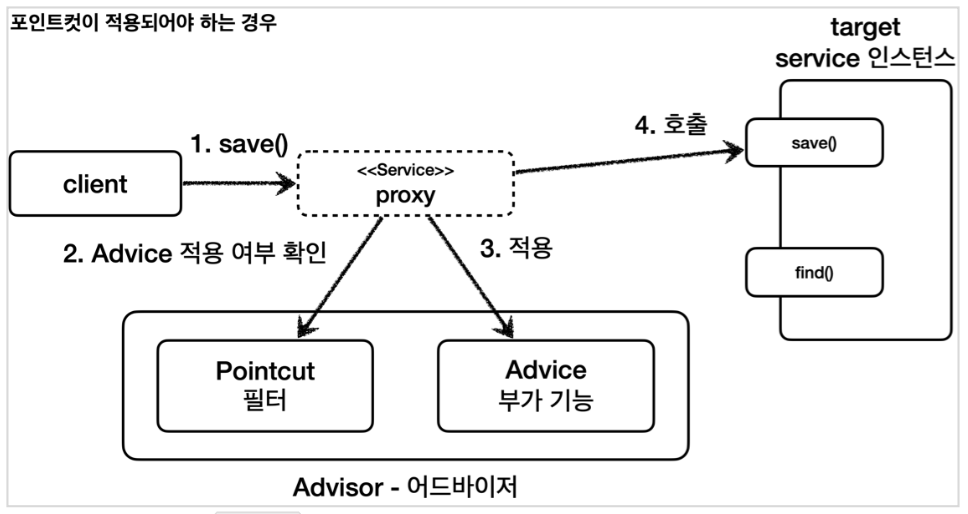 포인트컷이 적용되어야 하는 경우
target
service 인스턴스
1. save()
4. 호출
save()
client
<<Service>>
proxy
2. Advice 적용 여부 확인
3. 적용
find()
Pointcut
필터
Advice
부가 기능
Advisor - 어드바이저